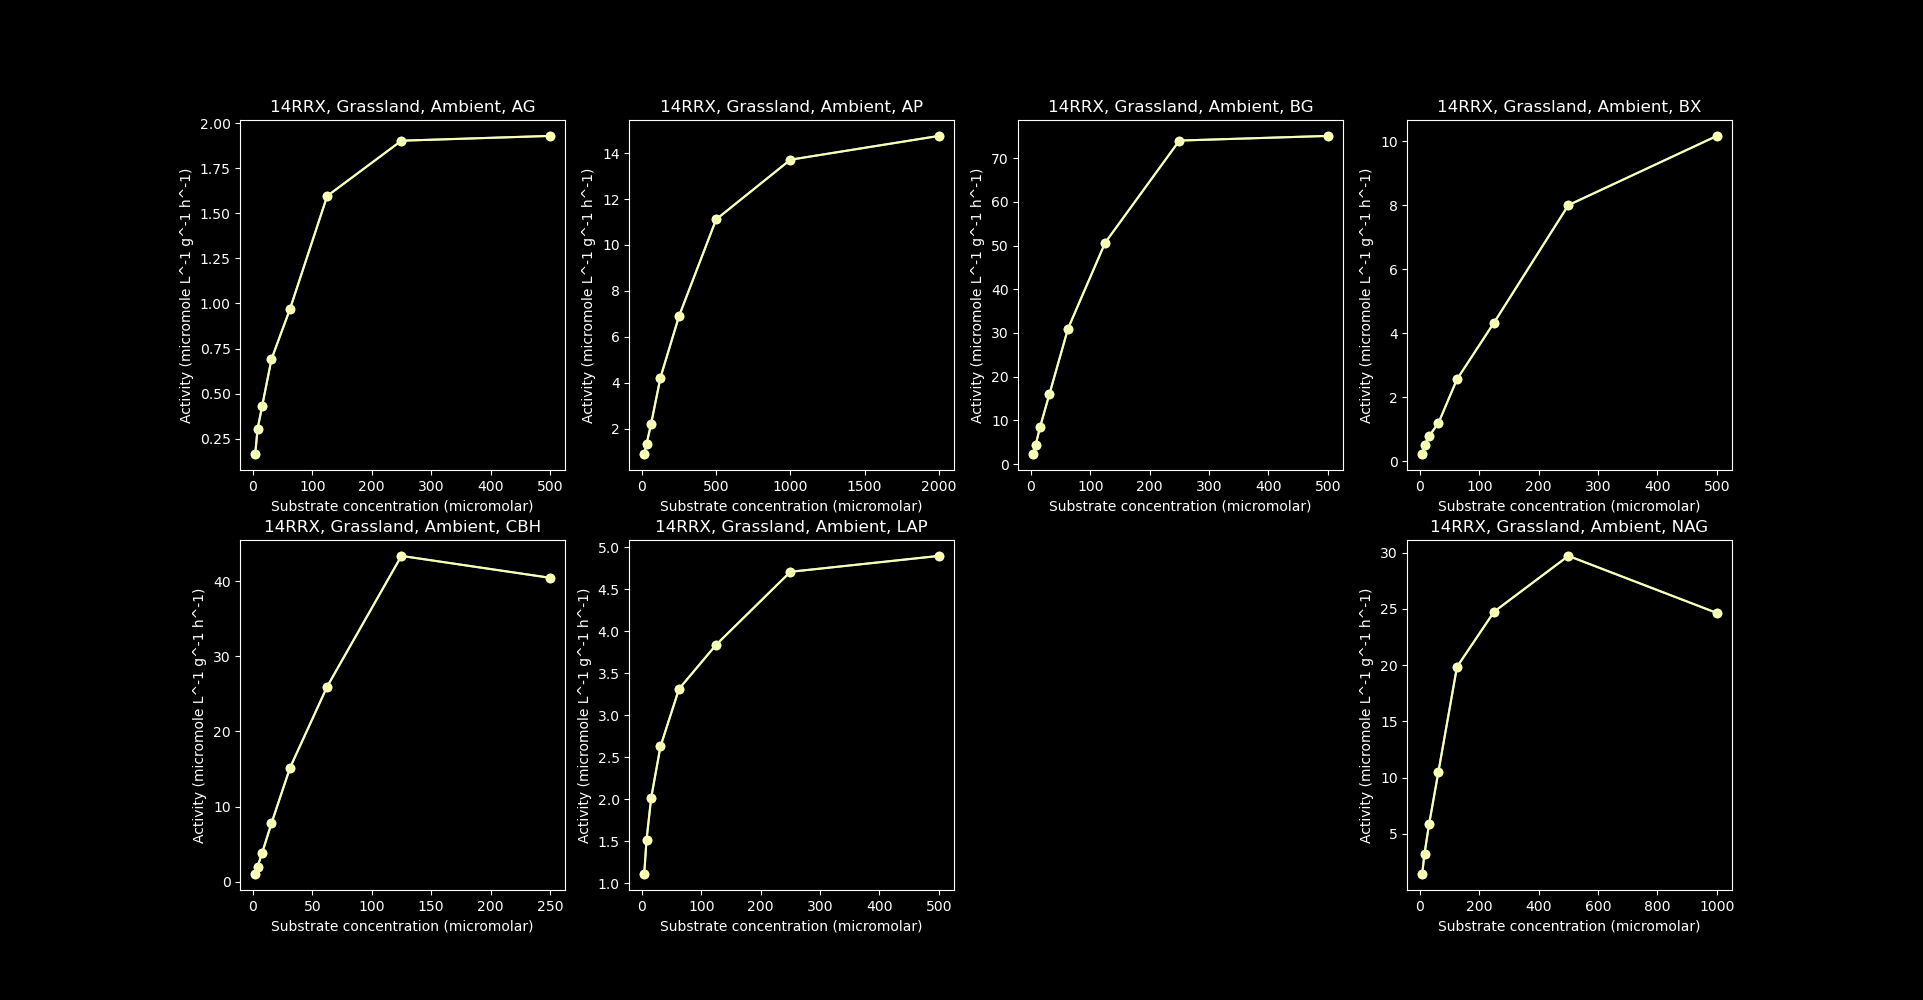 14RRX, Grassland, Ambient, AG
Activity (micromole L^-1 g^-1 h^-1)
2.00
1.75
1.50
1.25
1.00
0.75
0.50
0.25
0 100 200 300 400 500
Substrate concentration (micromolar)
14RRX, Grassland, Ambient, AP
Activity (micromole L^-1 g^-1 h^-1)
14
12
10
8
6
4
2
0 500 1000 1500 2000
Substrate concentration (micromolar)
14RRX, Grassland, Ambient, BG
Activity (micromole L^-1 g^-1 h^-1)
70
60
50
40
30
20
10
0
0 100 200 300 400 500
Substrate concentration (micromolar)
14RRX, Grassland, Ambient, BX
Activity (micromole L^-1 g^-1 h^-1)
10
8
6
4
2
0
0 100 200 300 400 500
Substrate concentration (micromolar)
14RRX, Grassland, Ambient, CBH
Activity (micromole L^-1 g^-1 h^-1)
40
30
20
10
0
0 50 100 150 200 250
Substrate concentration (micromolar)
14RRX, Grassland, Ambient, LAP
Activity (micromole L^-1 g^-1 h^-1)
5.0
4.5
4.0
3.5
3.0
2.5
2.0
1.5
1.0
0 100 200 300 400 500
Substrate concentration (micromolar)
14RRX, Grassland, Ambient, NAG
Activity (micromole L^-1 g^-1 h^-1)
30
25
20
15
10
5
0 200 400 600 800 1000
Substrate concentration (micromolar)